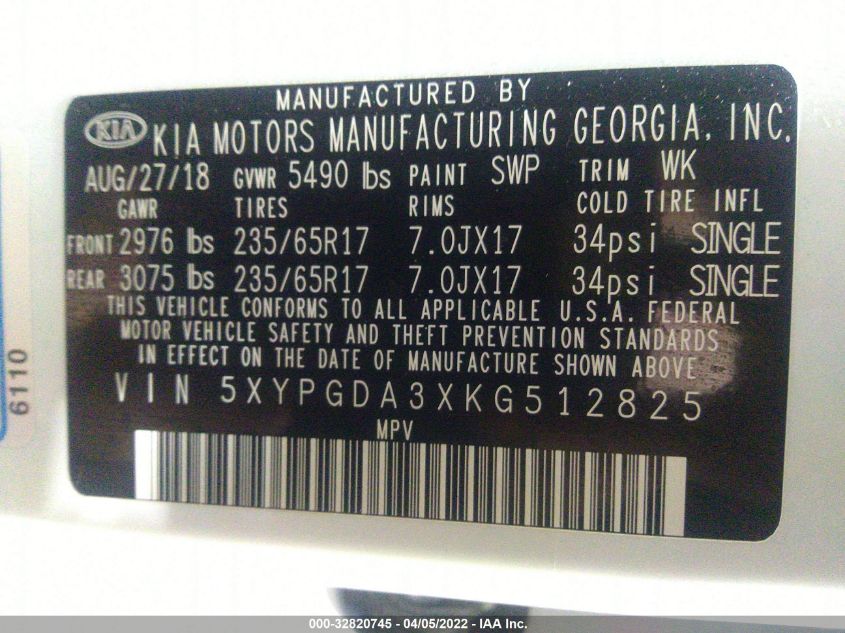 MANUFACTURED BY
KIA KIA MOTORS MANUFACTURING GEORGIA, INC.
AUG/27/18 GVWR 5490 lbs PAINT SWP TRIM WK
GAWR TIRES RIMS COLD TIRE INFL
FRONT 2976 lbs 235/65R17 7.0JX17 34psi SINGLE
REAR 3075 lbs 235/65R17 7.0JX17 34psi SINGLE
THIS VEHICLE CONFORMS TO ALL APPLICABLE U.S.A. FEDERAL
MOTOR VEHICLE SAFETY AND THEFT PREVENTION STANDARDS
IN EFFECT ON THE DATE OF MANUFACTURE SHOWN ABOVE
VIN 5XYPGDA3XKG512825
MPV
6110
000-32820745 - 04/05/2022 - IAA Inc.